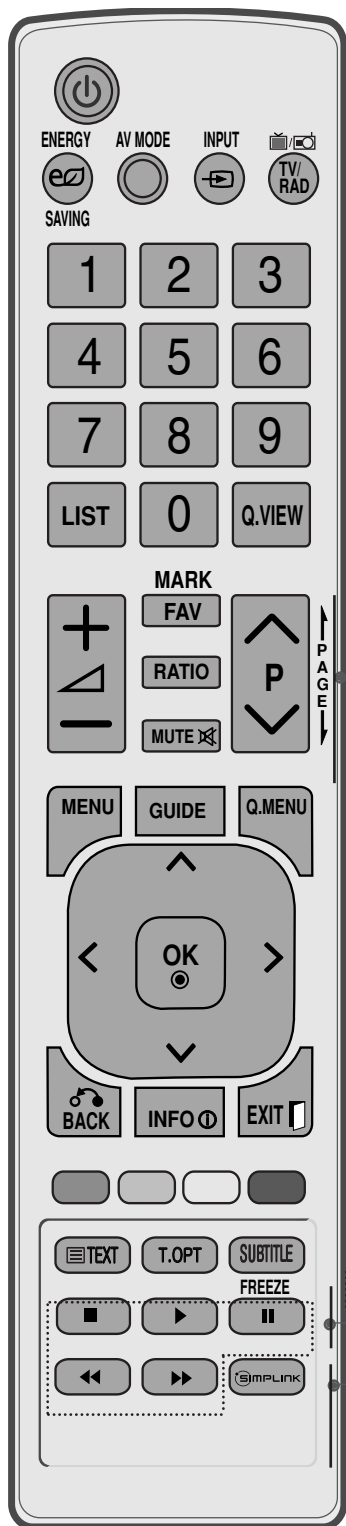 ENERGY AV MODE INPUT
TV/
RAD
SAVING
1 2 3
4 5 6
7 8 9
LIST 0 Q.VIEW
MARK
FAV
RATIO P
PAGE
MUTE
MENU GUIDE Q.MENU
OK
BACK INFO EXIT
TEXT T.OPT SUBTITLE
FREEZE
SIMPLINK